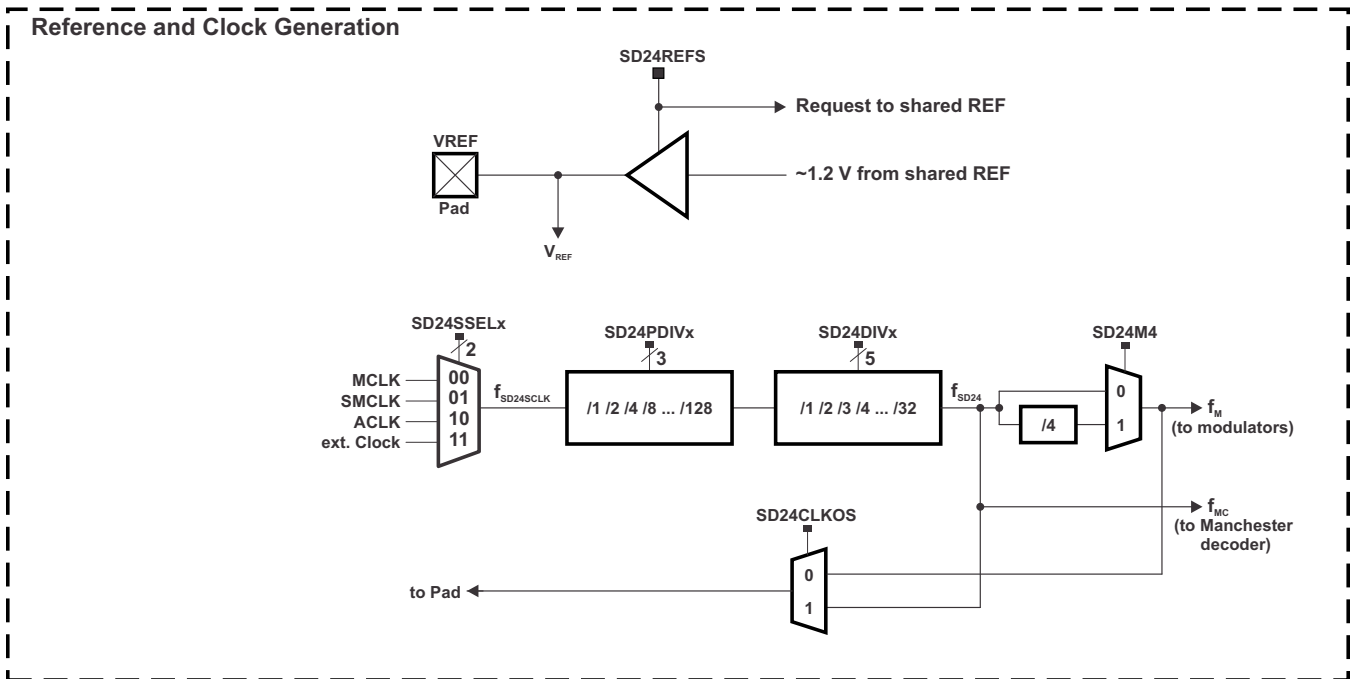 Reference and Clock Generation
SD24REFS
Request to shared REF
VREF
~1.2 V from shared REF
Pad
VREF
SD24SSELx
2
SD24PDIVx
3
SD24DIVx
5
SD24M4
MCLK
00
SMCLK
01
ACLK
10
ext. Clock
11
fSD24SCLK
/1 /2 /4 /8 ... /128
/1 /2 /3 /4 ... /32
fSD24
/4
0
1
fM
(to modulators)
fMC
(to Manchester
decoder)
SD24CLKOS
0
1
to Pad